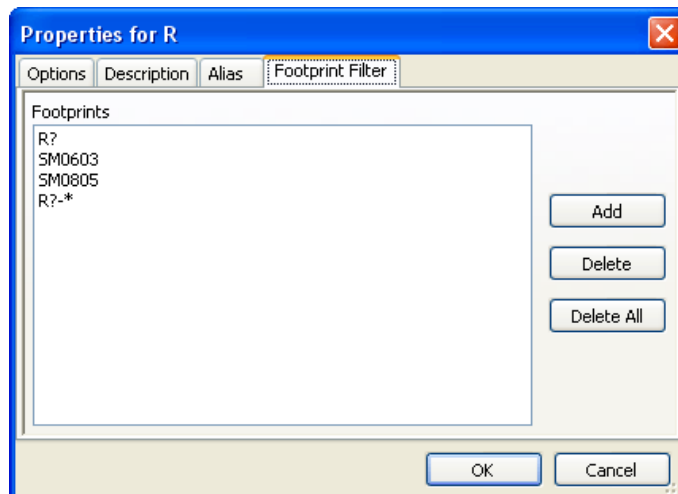 Properties for R
Options Description Alias Footprint Filter
Footprints
R?
SM0603
SM0805
R?-*
Add
Delete
Delete All
OK Cancel